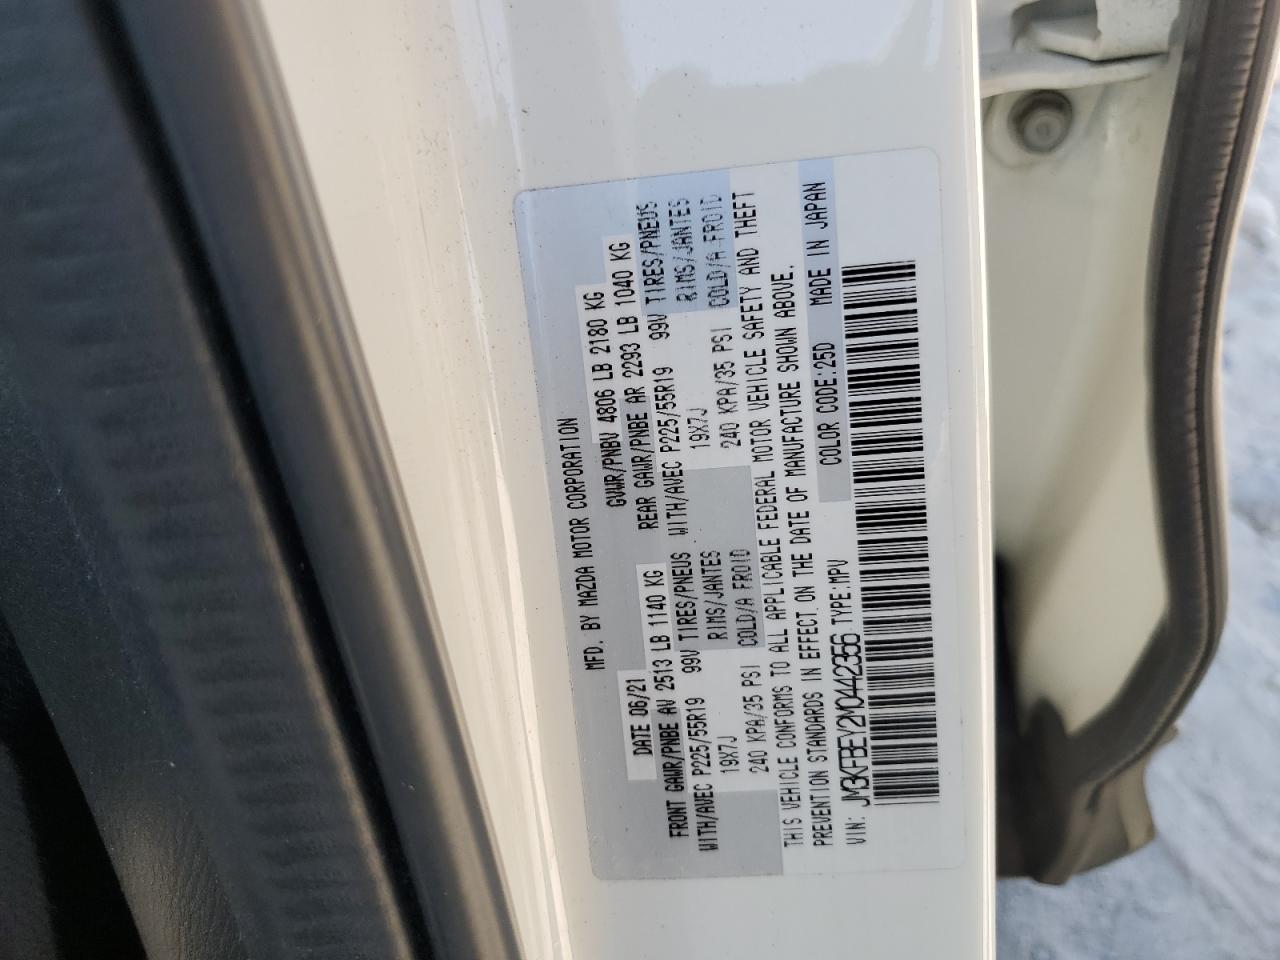 MFD. BY MAZDA MOTOR CORPORATION
DATE 06/21 GVWR/PNBV 4806 LB 2180 KG
FRONT GAWR/PNBE AV 2513 LB 1140 KG REAR GAWR/PNBE AR 2293 LB 1040 KG
WITH/AVEC P225/55R19 99V TIRES/PNEUS WITH/AVEC P225/55R19 99V TIRES/PNEUS
19X7J RIMS/JANTES 19X7J RIMS/JANTES
240 KPA/35 PSI COLD/A FROID 240 KPA/35 PSI COLD/A FROID
THIS VEHICLE CONFORMS TO ALL APPLICABLE FEDERAL MOTOR VEHICLE SAFETY AND THEFT
PREVENTION STANDARDS IN EFFECT ON THE DATE OF MANUFACTURE SHOWN ABOVE.
VIN: JM3KFBEY2M0442356 TYPE:MPV COLOR CODE:25D MADE IN JAPAN